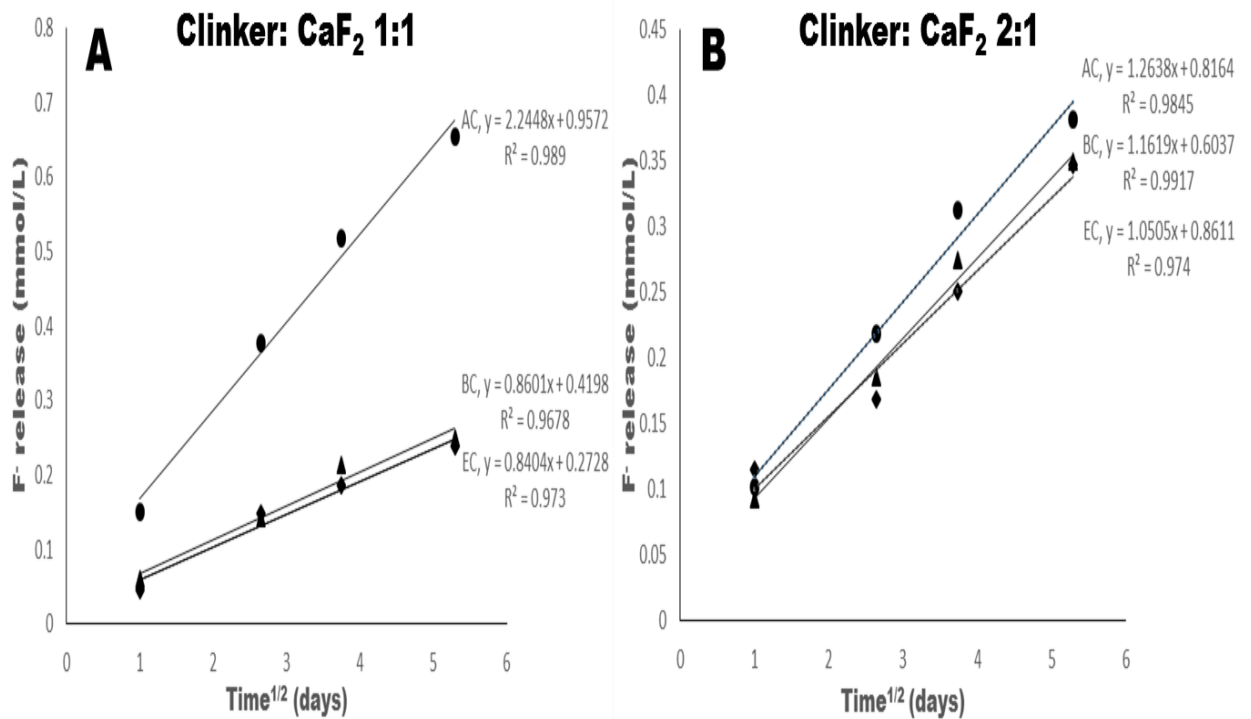 A
Clinker: CaF₂ 1:1
0.8
0.7
0.6
0.5
0.4
0.3
0.2
0.1
0
F⁻ release (mmol/L)
AC, y = 2.2448x+0.9572
R² = 0.989
BC, y = 0.8601x+0.4198
R² = 0.9678
EC, y = 0.8404x+0.2728
R² = 0.973
0 1 2 3 4 5 6
Time¹/² (days)
B
Clinker: CaF₂ 2:1
0.45
0.4
0.35
0.3
0.25
0.2
0.15
0.1
0.05
0
F⁻ release (mmol/L)
AC, y = 1.2638x+0.8164
R² = 0.9845
BC, y = 1.1619x+0.6037
R² = 0.9917
EC, y = 1.0505x+0.8611
R² = 0.974
0 1 2 3 4 5 6
Time¹/² (days)